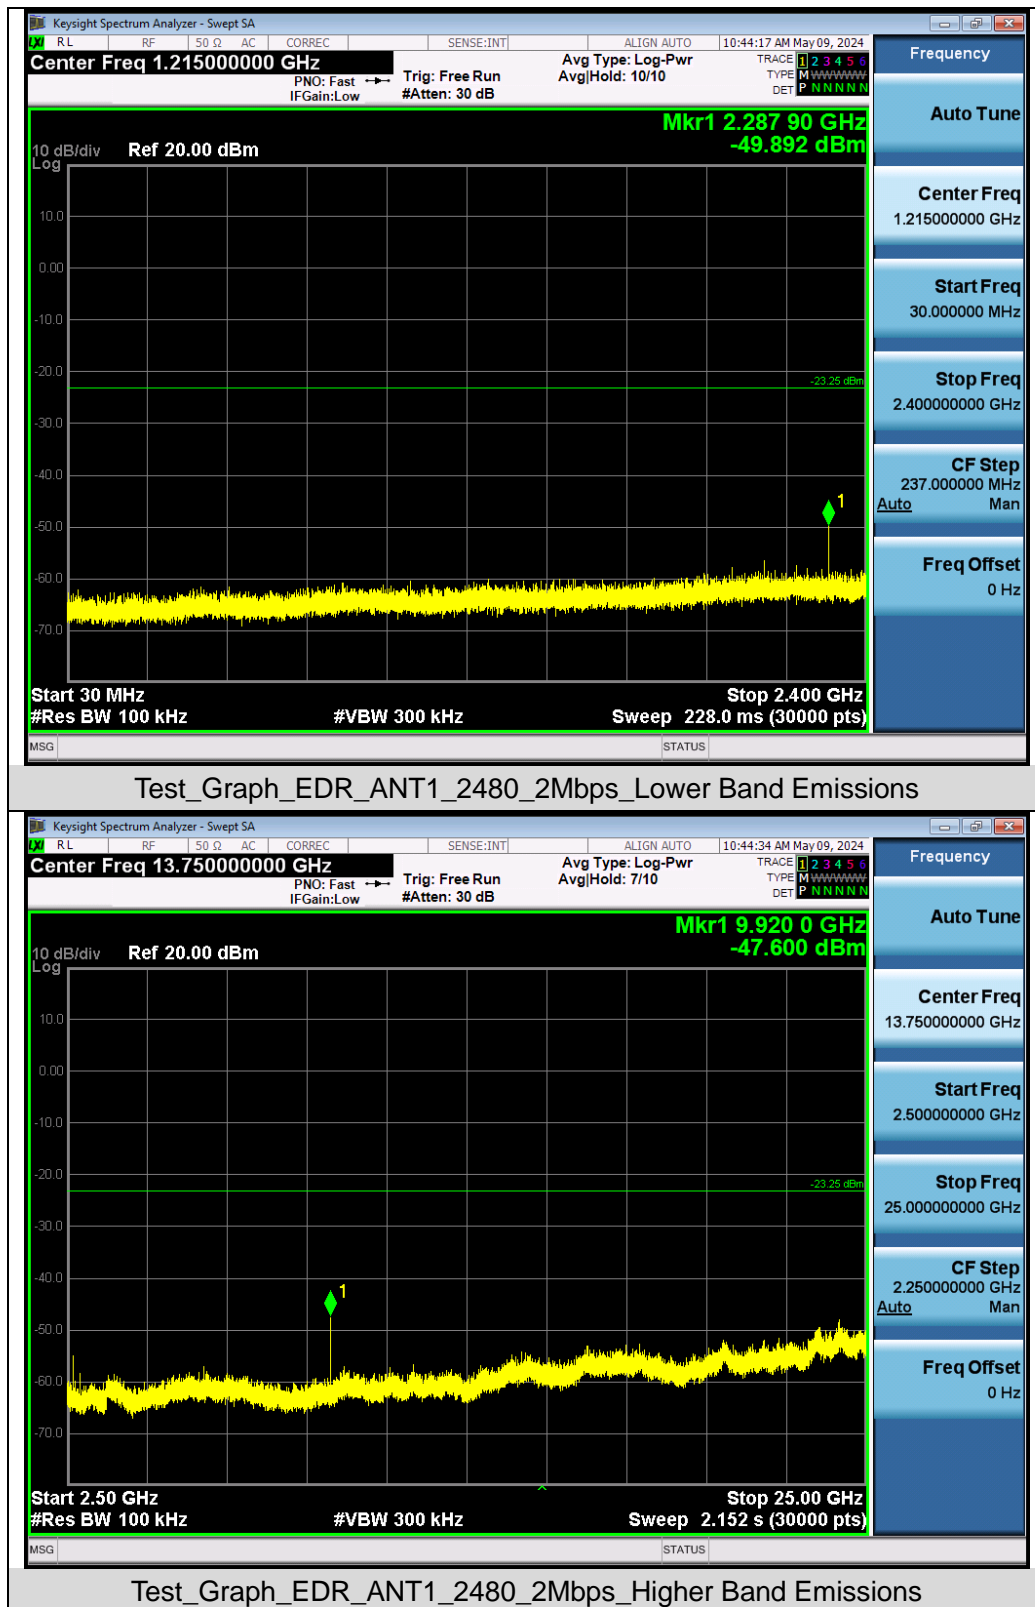 Keysight Spectrum Analyzer - Swept SA
LXI RL RF 50 Ω AC CORREC SENSE:INT ALIGN AUTO 10:44:17 AM May 09, 2024
Center Freq 1.215000000 GHz
PNO: Fast
IFGain:Low
Trig: Free Run
#Atten: 30 dB
Avg Type: Log-Pwr
Avg|Hold: 10/10
TRACE 1 2 3 4 5 6
TYPE M WWWWW
DET P N N N N N
Mkr1 2.287 90 GHz
-49.892 dBm
10 dB/div Ref 20.00 dBm
Log
10.0
0.00
-10.0
-20.0
-23.25 dBm
-30.0
-40.0
1
-50.0
-60.0
-70.0
Start 30 MHz Stop 2.400 GHz
#Res BW 100 kHz #VBW 300 kHz Sweep 228.0 ms (30000 pts)
MSG STATUS
Frequency
Auto Tune
Center Freq
1.215000000 GHz
Start Freq
30.000000 MHz
Stop Freq
2.400000000 GHz
CF Step
237.000000 MHz
Auto Man
Freq Offset
0 Hz
Test_Graph_EDR_ANT1_2480_2Mbps_Lower Band Emissions
Keysight Spectrum Analyzer - Swept SA
LXI RL RF 50 Ω AC CORREC SENSE:INT ALIGN AUTO 10:44:34 AM May 09, 2024
Center Freq 13.750000000 GHz
PNO: Fast
IFGain:Low
Trig: Free Run
#Atten: 30 dB
Avg Type: Log-Pwr
Avg|Hold: 7/10
TRACE 1 2 3 4 5 6
TYPE M WWWWW
DET P N N N N N
Mkr1 9.920 0 GHz
-47.600 dBm
10 dB/div Ref 20.00 dBm
Log
10.0
0.00
-10.0
-20.0
-23.25 dBm
-30.0
-40.0
1
-50.0
-60.0
-70.0
Start 2.50 GHz Stop 25.00 GHz
#Res BW 100 kHz #VBW 300 kHz Sweep 2.152 s (30000 pts)
MSG STATUS
Frequency
Auto Tune
Center Freq
13.750000000 GHz
Start Freq
2.500000000 GHz
Stop Freq
25.000000000 GHz
CF Step
2.250000000 GHz
Auto Man
Freq Offset
0 Hz
Test_Graph_EDR_ANT1_2480_2Mbps_Higher Band Emissions